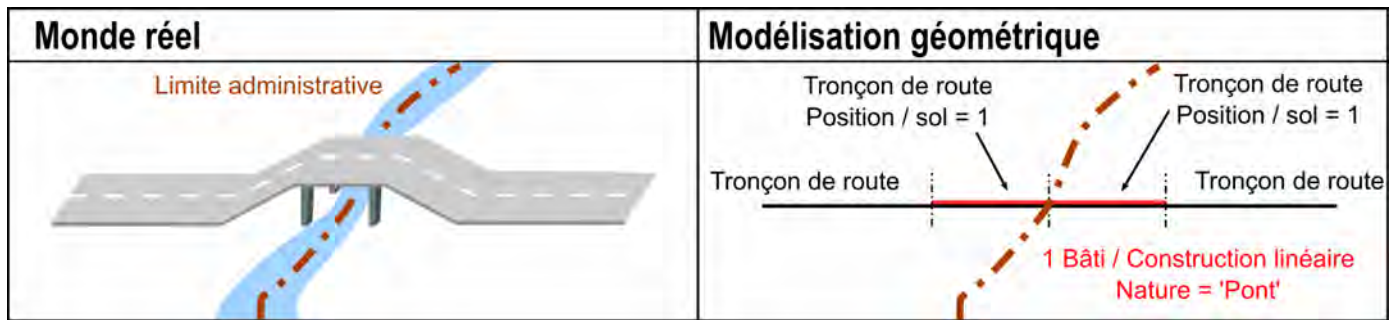 Monde réel
Modélisation géométrique
Limite administrative
Tronçon de route
Position / sol = 1
Tronçon de route
Position / sol = 1
Tronçon de route
Tronçon de route
1 Bâti / Construction linéaire
Nature = 'Pont'